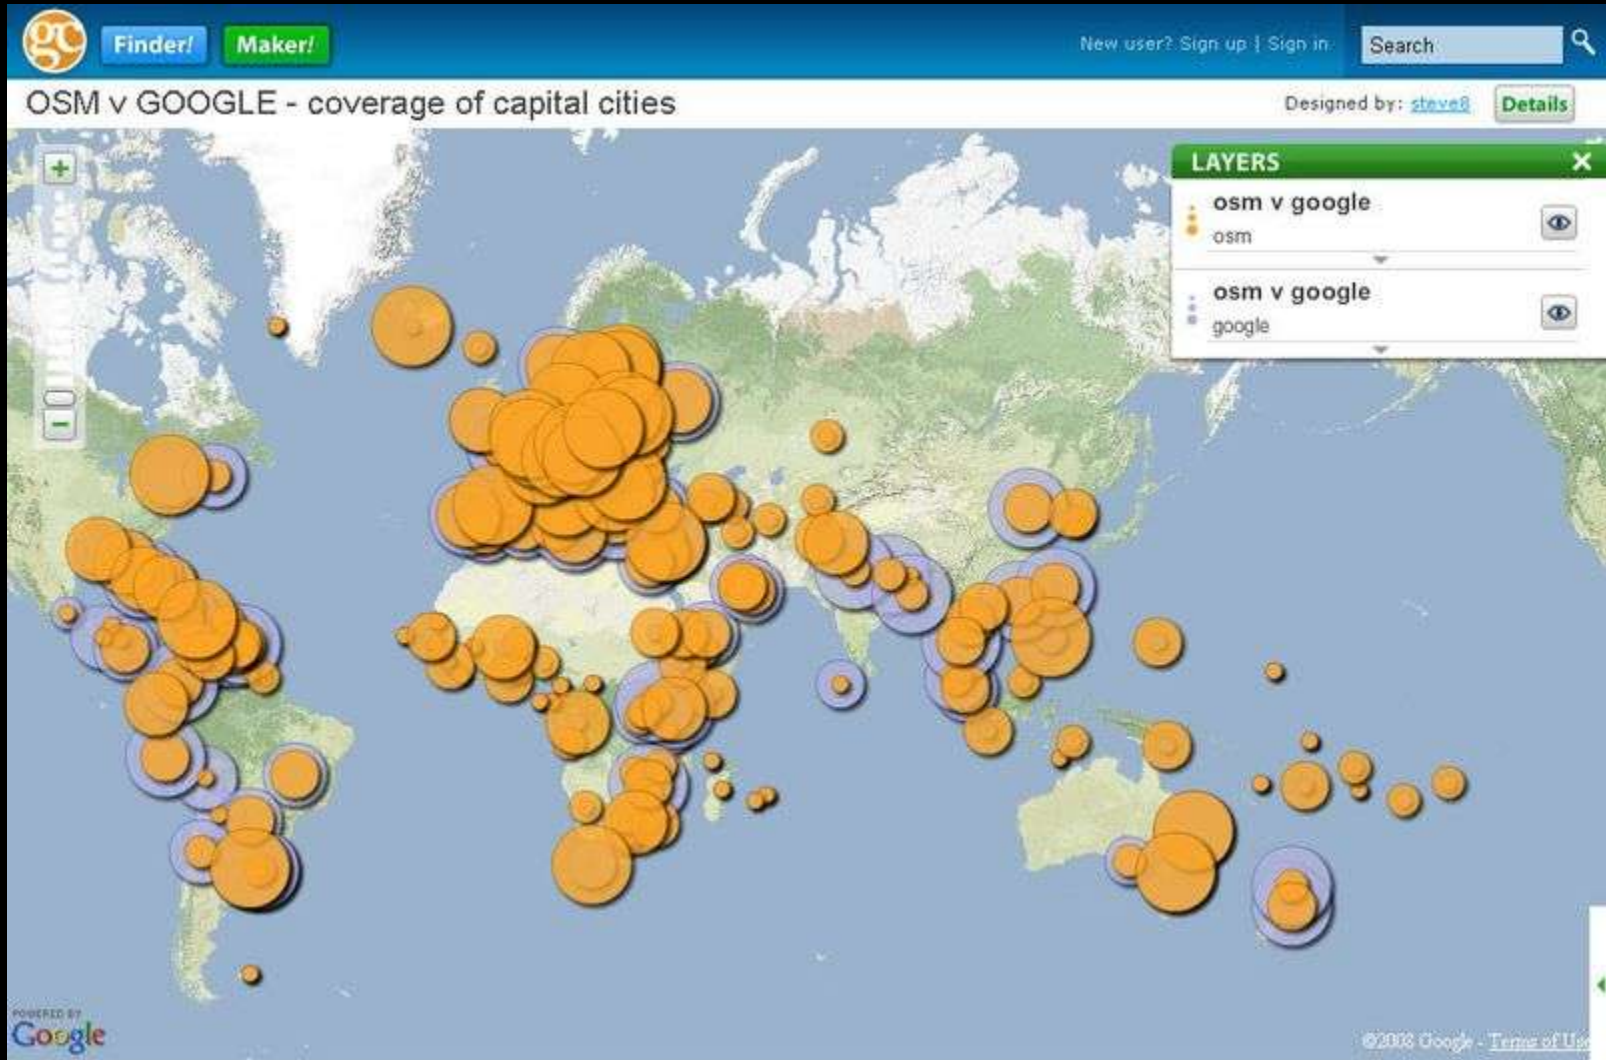 gc
Finder!
Maker!
New user? Sign up | Sign in
Search
OSM v GOOGLE - coverage of capital cities
Designed by: steve8
Details
LAYERS
osm v google
osm
osm v google
google
POWERED BY
Google
©2008 Google - Terms of Use